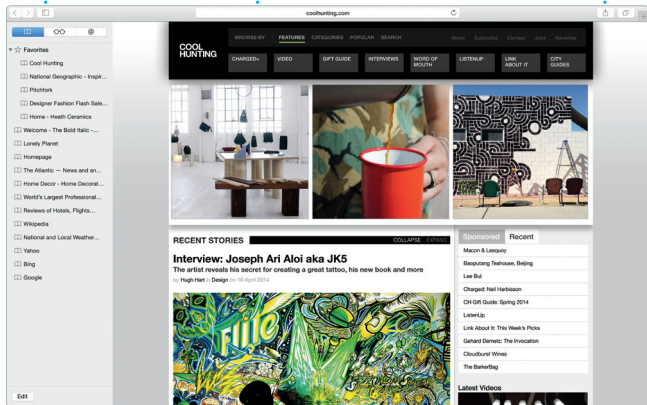 coolhunting.com
@
Favorites
Cool Hunting
National Geographic - Inspir...
Pitchfork
Designer Fashion Flash Sale...
Home - Heath Ceramics
Welcome - The Bold Italic -...
Lonely Planet
Homepage
The Atlantic — News and an...
Home Decor - Home Decorat...
World's Largest Professional...
Reviews of Hotels, Flights...
Wikipedia
National and Local Weather...
Yahoo
Bing
Google
Edit
COOL
HUNTING
BROWSE BY FEATURES CATEGORIES POPULAR SEARCH
About Subscribe Contact Jobs Advertise
CHARGED+
VIDEO
GIFT GUIDE
INTERVIEWS
WORD OF
MOUTH
LISTENUP
LINK
ABOUT IT
CITY
GUIDES
RECENT STORIES
COLLAPSE EXPAND
Interview: Joseph Ari Aloi aka JK5
The artist reveals his secret for creating a great tattoo, his new book and more
by Hugh Hart in Design on 16 April 2014
Sponsored Recent
Macon & Lesquoy
Baoputang Teahouse, Beijing
Lee Bul
Charged: Neil Harbisson
CH Gift Guide: Spring 2014
ListenUp
Link About It: This Week's Picks
Gehard Demetz: The Invocation
Cloudburst Wines
The BarkerBag
Latest Videos